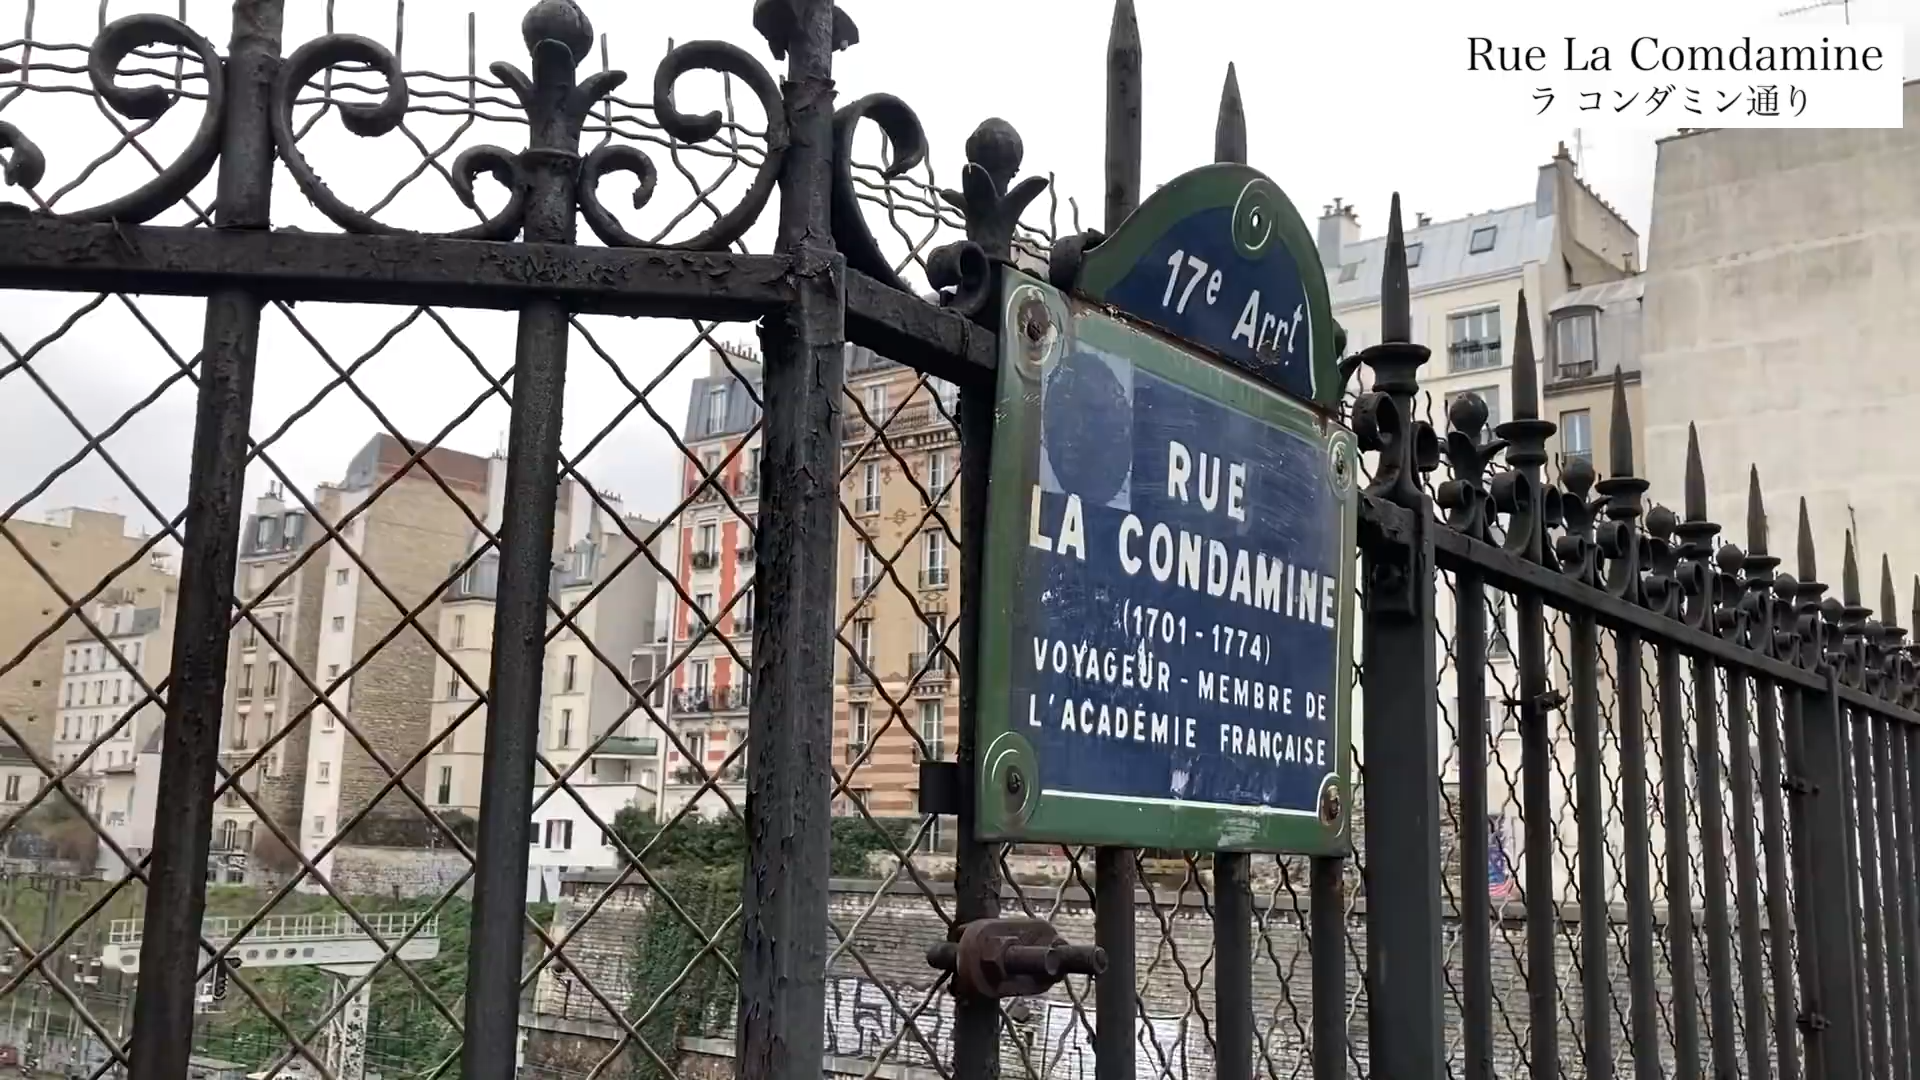 Rue La Comdamine
ラ コンダミン通り
17e Arrt
RUE
LA CONDAMINE
(1701-1774)
VOYAGEUR-MEMBRE DE
L'ACADÉMIE FRANÇAISE